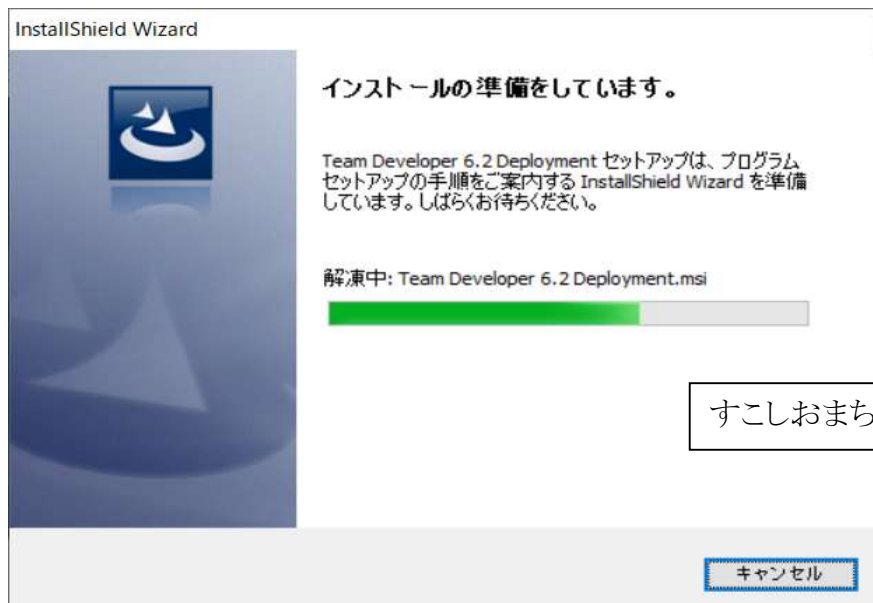 InstallShield Wizard
インストールの準備をしています。
Team Developer 6.2 Deployment セットアップは、プログラム
セットアップの手順をご案内する InstallShield Wizard を準備
しています。しばらくお待ちください。
解凍中: Team Developer 6.2 Deployment.msi
すこしおまち
キャンセル